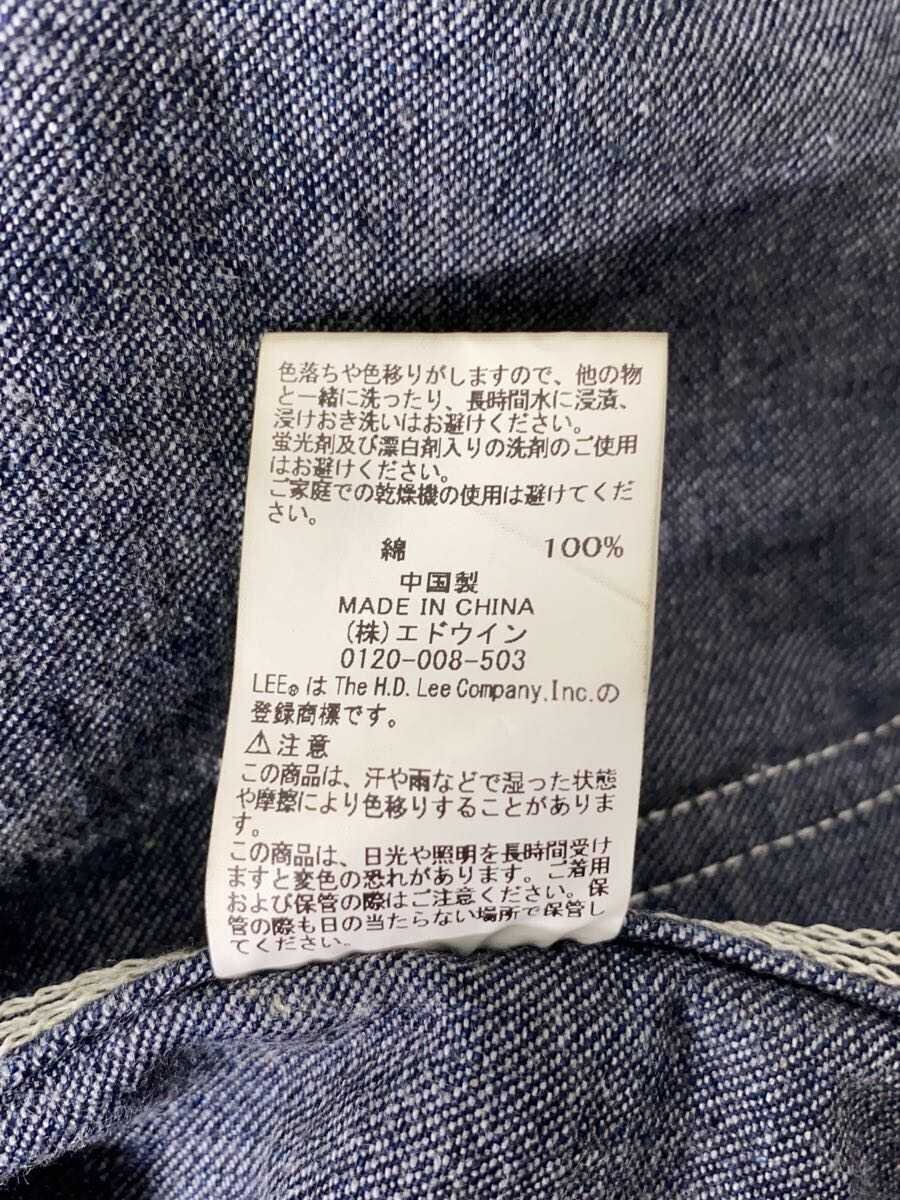 色落ちや色移りがしますので、他の物
と一緒に洗ったり、長時間水に浸漬、
浸けおき洗いはお避けください。
蛍光剤及び漂白剤入りの洗剤のご使用
はお避けください。
ご家庭での乾燥機の使用は避けてくだ
さい。
綿 100%
中国製
MADE IN CHINA
(株)エドウイン
0120-008-503
LEE®は The H.D. Lee Company,Inc.の
登録商標です。
⚠注意
この商品は、汗や雨などで湿った状態
や摩擦により色移りすることがありま
す。
この商品は、日光や照明を長時間受け
ますと変色の恐れがあります。ご着用
および保管の際はご注意ください。保
管の際も日の当たらない場所で保管し
てください。